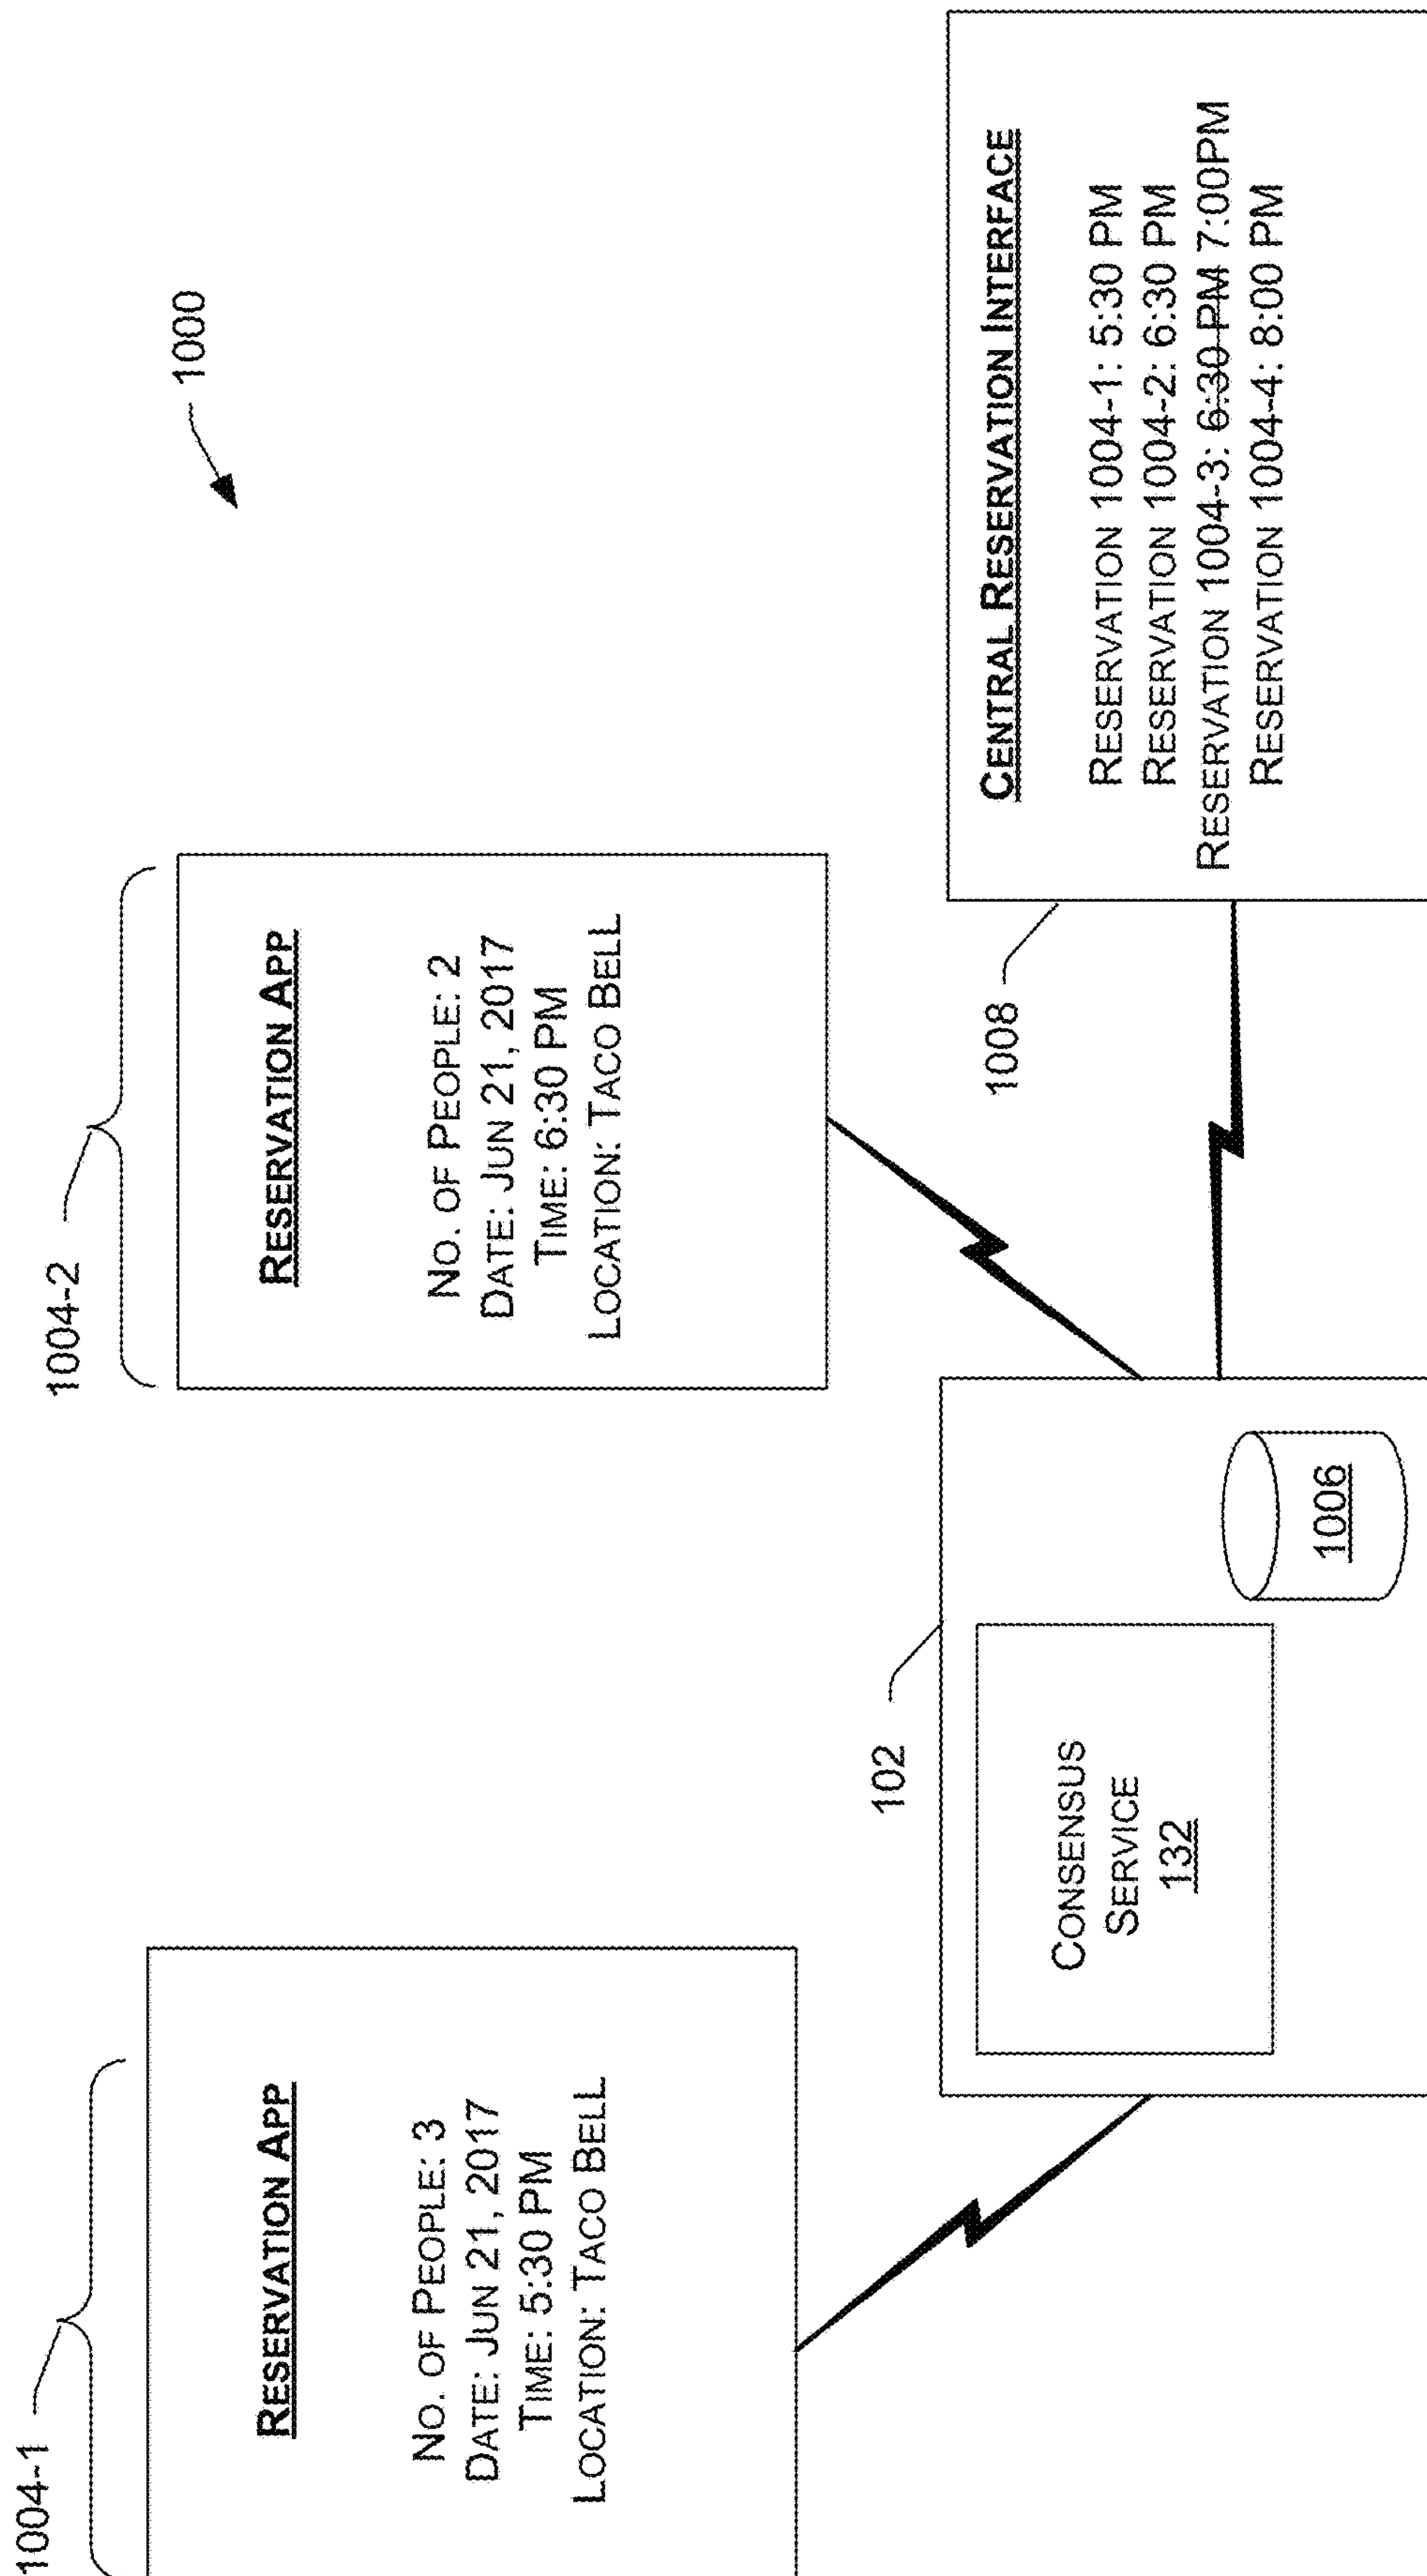 1000
1004-1
RESERVATION APP
NO. OF PEOPLE: 3
DATE: JUN 21, 2017
TIME: 5:30 PM
LOCATION: TACO BELL
1004-2
RESERVATION APP
NO. OF PEOPLE: 2
DATE: JUN 21, 2017
TIME: 6:30 PM
LOCATION: TACO BELL
102
CONSENSUS
SERVICE
132
1006
1008
CENTRAL RESERVATION INTERFACE
RESERVATION 1004-1: 5:30 PM
RESERVATION 1004-2: 6:30 PM
RESERVATION 1004-3: 6:30 PM 7:00PM
RESERVATION 1004-4: 8:00 PM